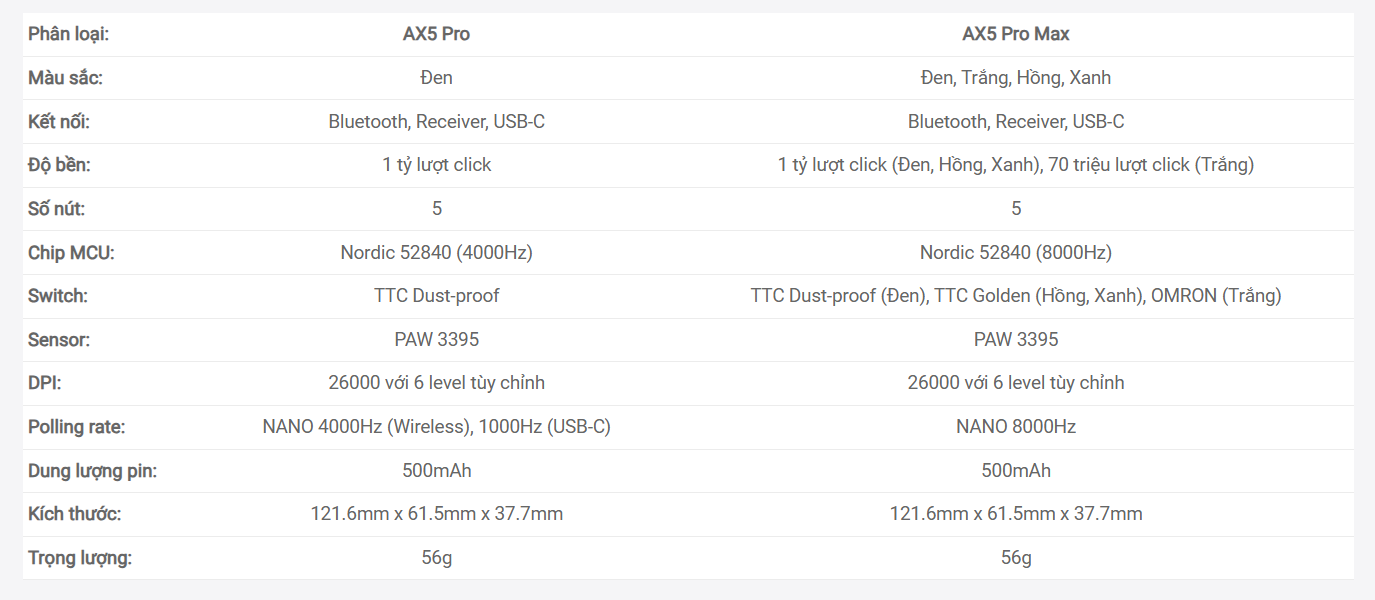 Phân loại: AX5 Pro AX5 Pro Max
Màu sắc: Đen Đen, Trắng, Hồng, Xanh
Kết nối: Bluetooth, Receiver, USB-C Bluetooth, Receiver, USB-C
Độ bền: 1 tỷ lượt click 1 tỷ lượt click (Đen, Hồng, Xanh), 70 triệu lượt click (Trắng)
Số nút: 5 5
Chip MCU: Nordic 52840 (4000Hz) Nordic 52840 (8000Hz)
Switch: TTC Dust-proof TTC Dust-proof (Đen), TTC Golden (Hồng, Xanh), OMRON (Trắng)
Sensor: PAW 3395 PAW 3395
DPI: 26000 với 6 level tùy chỉnh 26000 với 6 level tùy chỉnh
Polling rate: NANO 4000Hz (Wireless), 1000Hz (USB-C) NANO 8000Hz
Dung lượng pin: 500mAh 500mAh
Kích thước: 121.6mm x 61.5mm x 37.7mm 121.6mm x 61.5mm x 37.7mm
Trọng lượng: 56g 56g